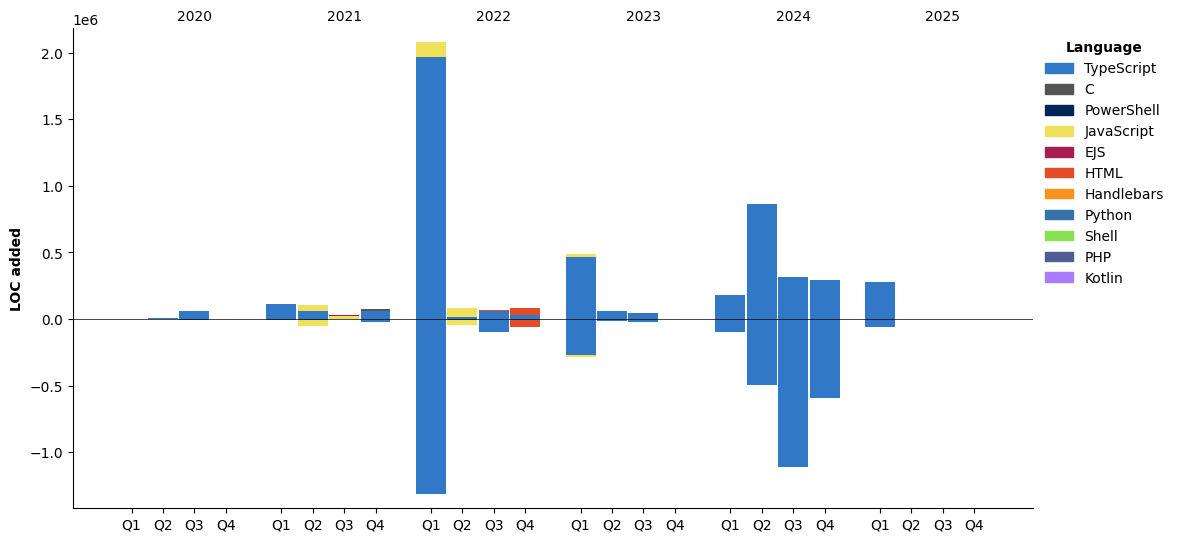 1e6
2020 2021 2022 2023 2024 2025
2.0
1.5
1.0
0.5
0.0
−0.5
−1.0
LOC added
Q1 Q2 Q3 Q4 Q1 Q2 Q3 Q4 Q1 Q2 Q3 Q4 Q1 Q2 Q3 Q4 Q1 Q2 Q3 Q4 Q1 Q2 Q3 Q4
Language
TypeScript
C
PowerShell
JavaScript
EJS
HTML
Handlebars
Python
Shell
PHP
Kotlin